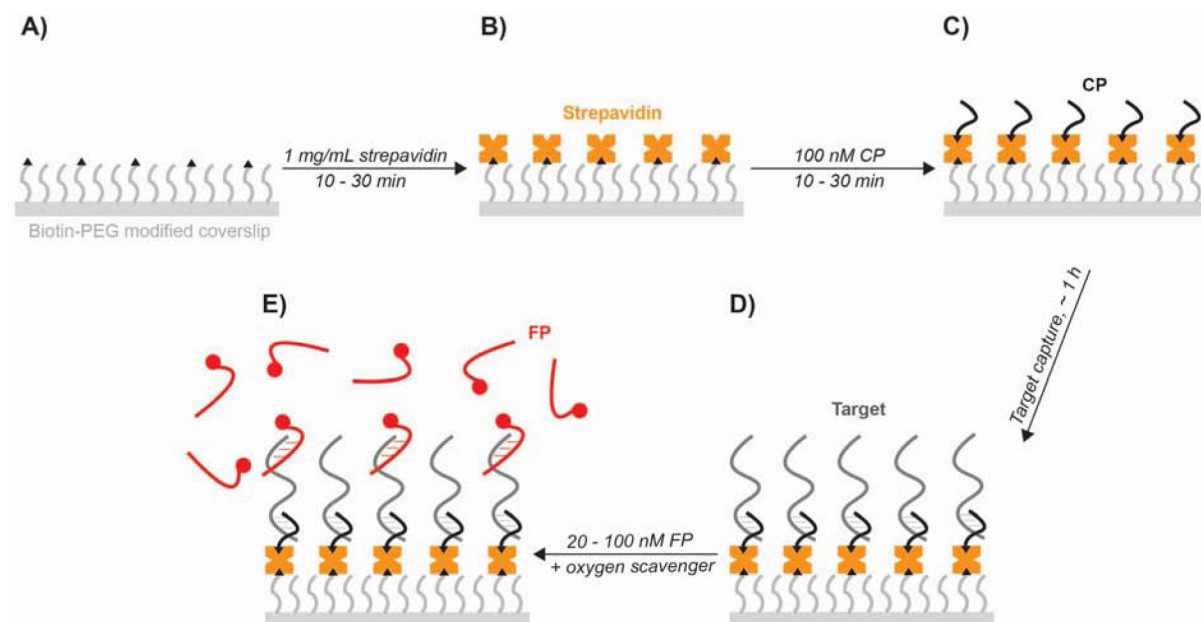 A)
B)
C)
CP
Strepavidin
1 mg/mL strepavidin
10 - 30 min
100 nM CP
10 - 30 min
Biotin-PEG modified coverslip
Target capture, ~ 1 h
E)
D)
FP
Target
20 - 100 nM FP
+ oxygen scavenger